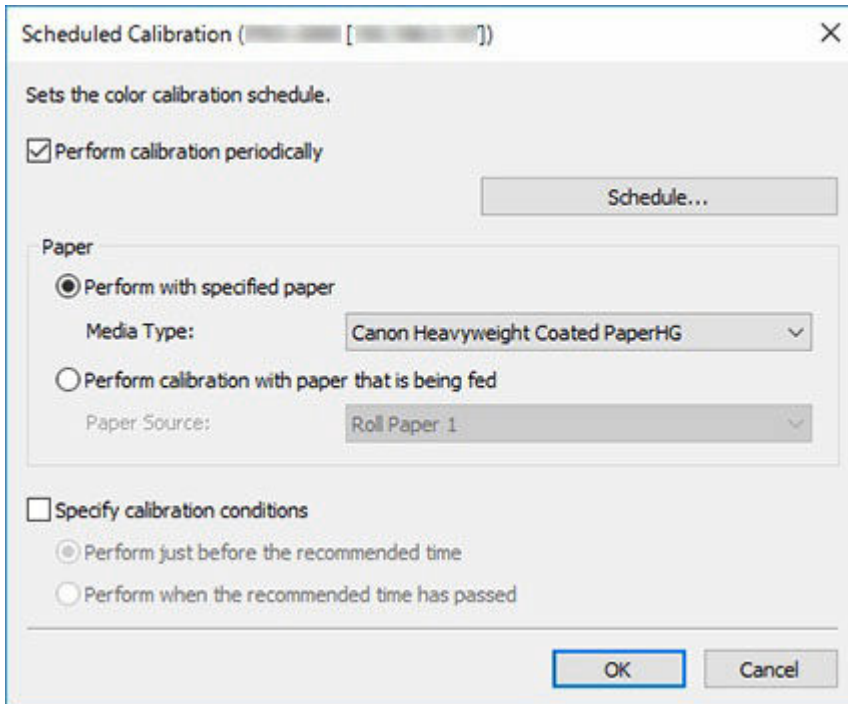 Scheduled Calibration ( [ ])
Sets the color calibration schedule.
Perform calibration periodically
Schedule...
Paper
Perform with specified paper
Media Type: Canon Heavyweight Coated PaperHG
Perform calibration with paper that is being fed
Paper Source: Roll Paper 1
Specify calibration conditions
Perform just before the recommended time
Perform when the recommended time has passed
OK Cancel